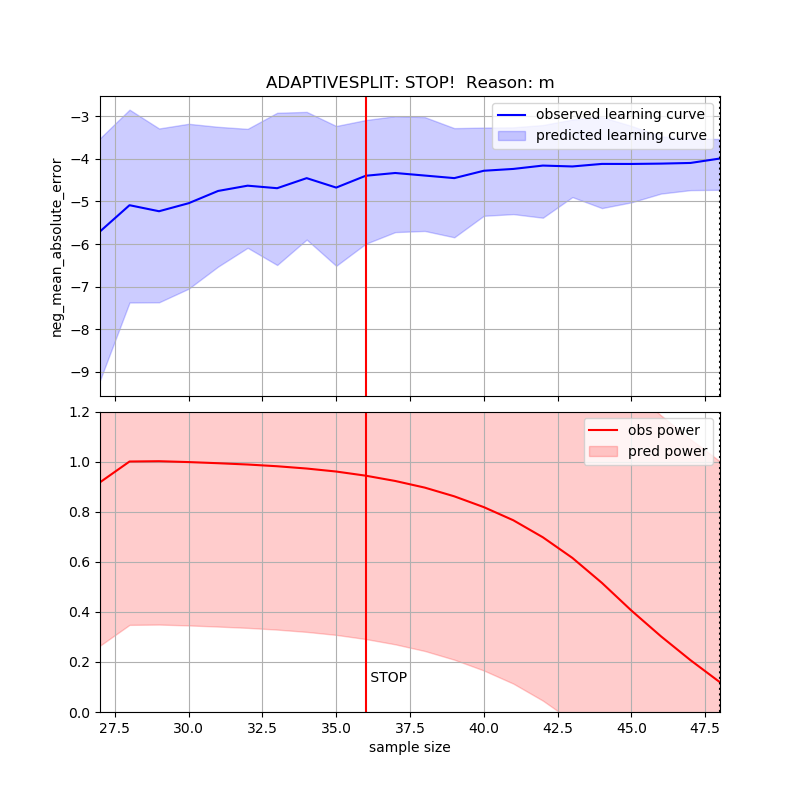 ADAPTIVESPLIT: STOP!  Reason: m
observed learning curve
predicted learning curve
neg_mean_absolute_error
−3
−4
−5
−6
−7
−8
−9
obs power
pred power
1.2
1.0
0.8
0.6
0.4
0.2
0.0
STOP
27.5 30.0 32.5 35.0 37.5 40.0 42.5 45.0 47.5
sample size